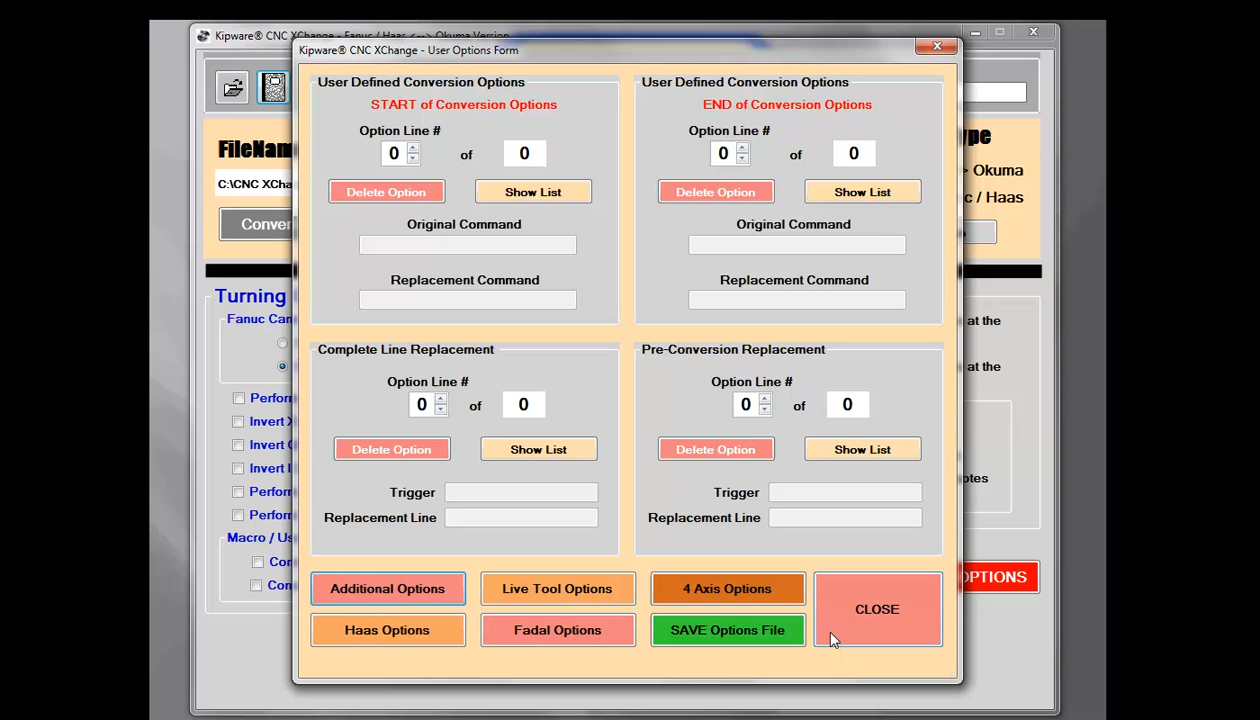 Kipware® CNC XChange - Fanuc / Haas <--> Okuma Version
Kipware® CNC XChange - User Options Form
User Defined Conversion Options
START of Conversion Options
Option Line #
0 of 0
Delete Option Show List
Original Command
Replacement Command
User Defined Conversion Options
END of Conversion Options
Option Line #
0 of 0
Delete Option Show List
Original Command
Replacement Command
Complete Line Replacement
Option Line #
0 of 0
Delete Option Show List
Trigger
Replacement Line
Pre-Conversion Replacement
Option Line #
0 of 0
Delete Option Show List
Trigger
Replacement Line
Additional Options Live Tool Options 4 Axis Options CLOSE
Haas Options Fadal Options SAVE Options File
FileNam
C:\CNC XCha
Conver
Turning
Fanuc Can
Perfor
Invert X
Invert
Invert I
Perfor
Perfor
Macro / Us
Con
Con
ype
> Okuma
c / Haas
at the
at the
otes
OPTIONS